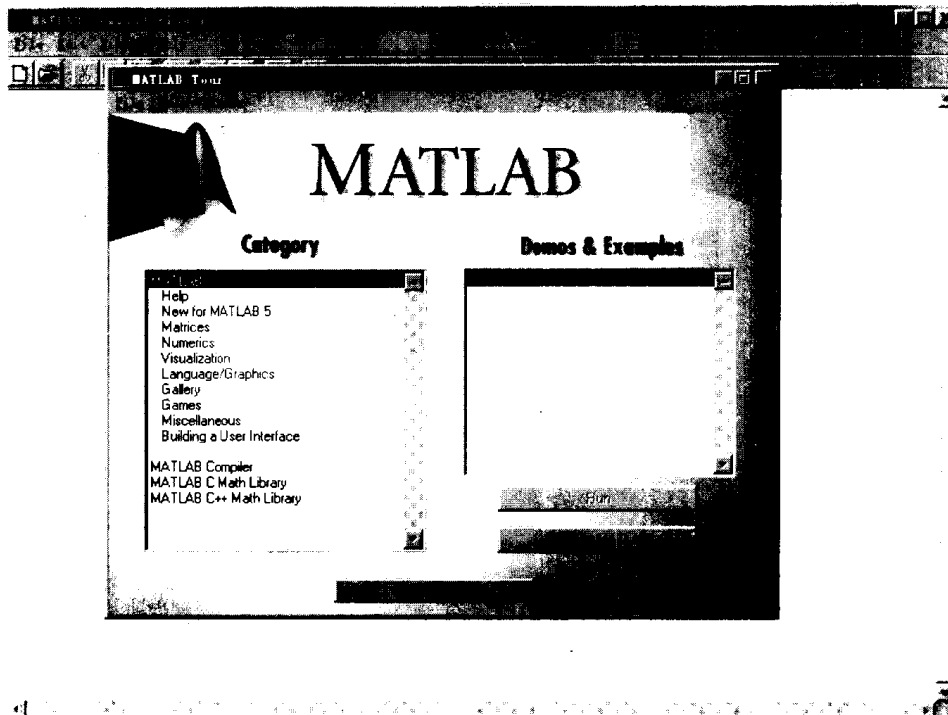 MATLAB Tour
MATLAB
Category
Demos & Examples
Help
New for MATLAB 5
Matrices
Numerics
Visualization
Language/Graphics
Gallery
Games
Miscellaneous
Building a User Interface
MATLAB Compiler
MATLAB C Math Library
MATLAB C++ Math Library
Run